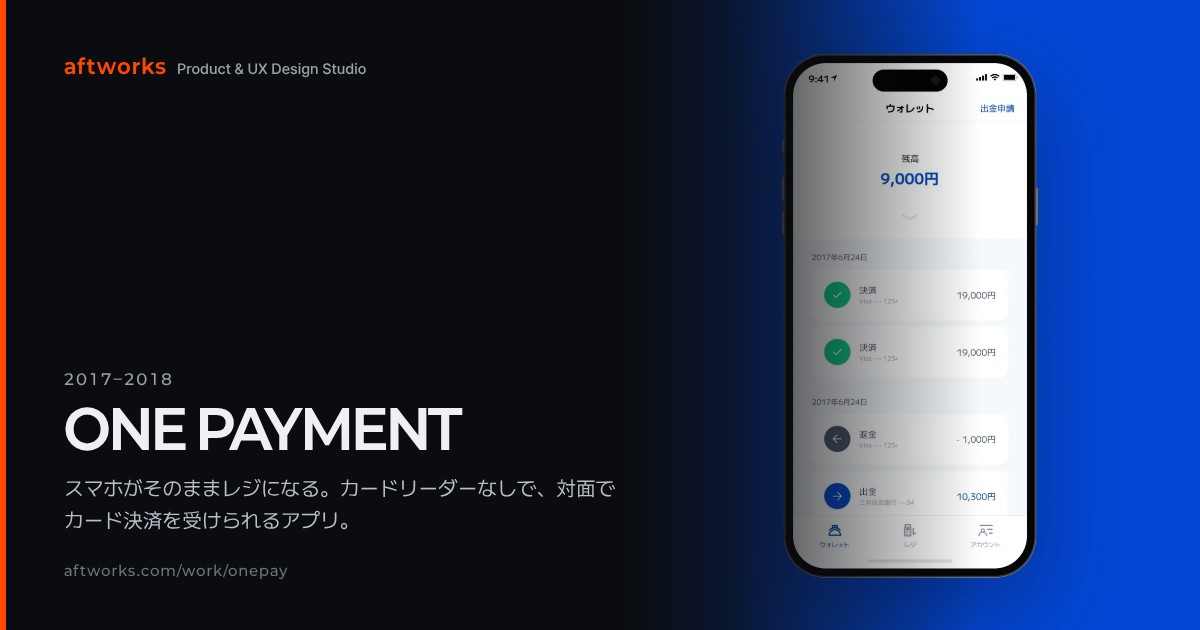 aftworks Product & UX Design Studio
2017–2018
ONE PAYMENT
スマホがそのままレジになる。カードリーダーなしで、対面で
カード決済を受けられるアプリ。
aftworks.com/work/onepay
9:41
ウォレット 出金申請
残高
9,000円
2017年6月24日
決済
Visa ···· 1234
19,000円
決済
Visa ···· 1234
19,000円
2017年6月24日
返金
Visa ···· 1234
- 1,000円
出金
10,300円
ウォレット レジ アカウント